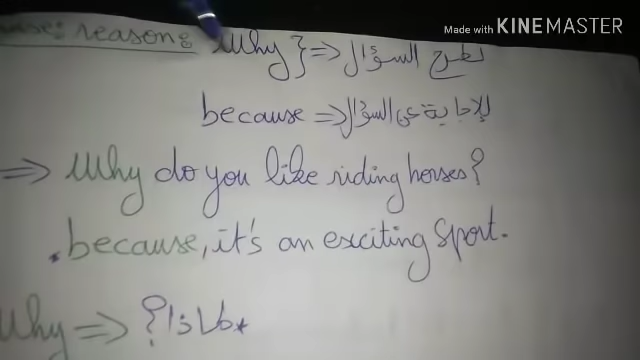 Made with KINEMASTER
reason: Why } => لطرح السؤال
because => للإجابة عن السؤال
=> Why do you like riding horses?
because, it's an exciting sport.
Why => لماذا؟